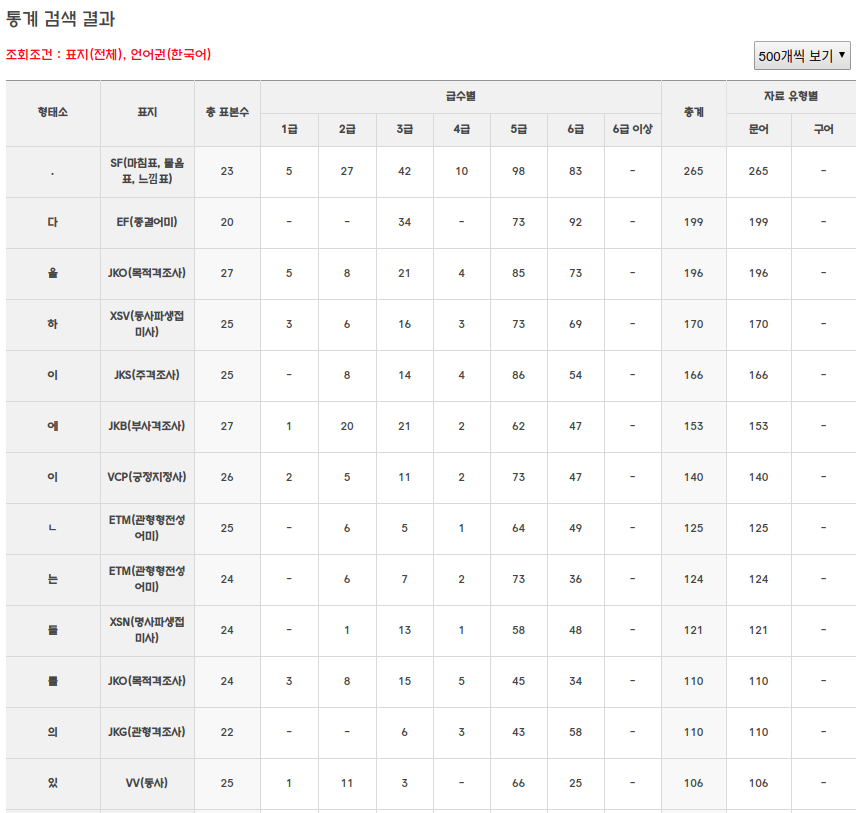 통계 검색 결과
조회조건 : 표지(전체), 언어권(한국어)
500개씩 보기 ▼
형태소 표지 총 표본수 급수별 총계 자료 유형별
1급 2급 3급 4급 5급 6급 6급 이상 문어 구어
. SF(마침표, 물음표, 느낌표) 23 5 27 42 10 98 83 - 265 265 -
다 EF(종결어미) 20 - - 34 - 73 92 - 199 199 -
을 JKO(목적격조사) 27 5 8 21 4 85 73 - 196 196 -
하 XSV(동사파생접미사) 25 3 6 16 3 73 69 - 170 170 -
이 JKS(주격조사) 25 - 8 14 4 86 54 - 166 166 -
에 JKB(부사격조사) 27 1 20 21 2 62 47 - 153 153 -
이 VCP(긍정지정사) 26 2 5 11 2 73 47 - 140 140 -
ㄴ ETM(관형형전성어미) 25 - 6 5 1 64 49 - 125 125 -
는 ETM(관형형전성어미) 24 - 6 7 2 73 36 - 124 124 -
들 XSN(명사파생접미사) 24 - 1 13 1 58 48 - 121 121 -
를 JKO(목적격조사) 24 3 8 15 5 45 34 - 110 110 -
의 JKG(관형격조사) 22 - - 6 3 43 58 - 110 110 -
있 VV(동사) 25 1 11 3 - 66 25 - 106 106 -